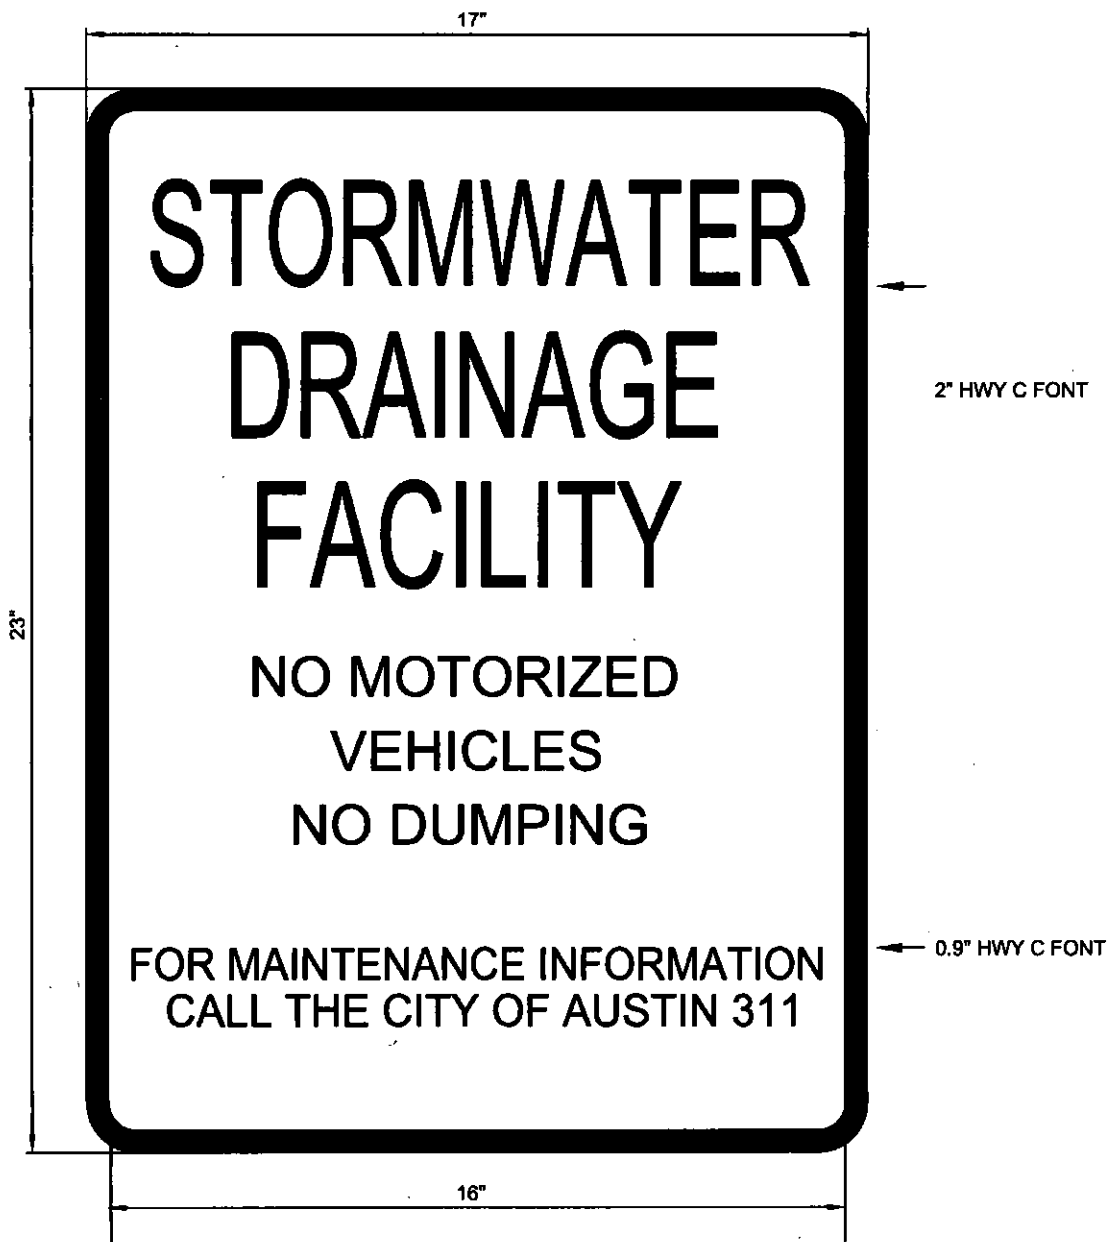 17"
STORMWATER
DRAINAGE
FACILITY
2" HWY C FONT
23"
NO MOTORIZED
VEHICLES
NO DUMPING
FOR MAINTENANCE INFORMATION
CALL THE CITY OF AUSTIN 311
0.9" HWY C FONT
16"